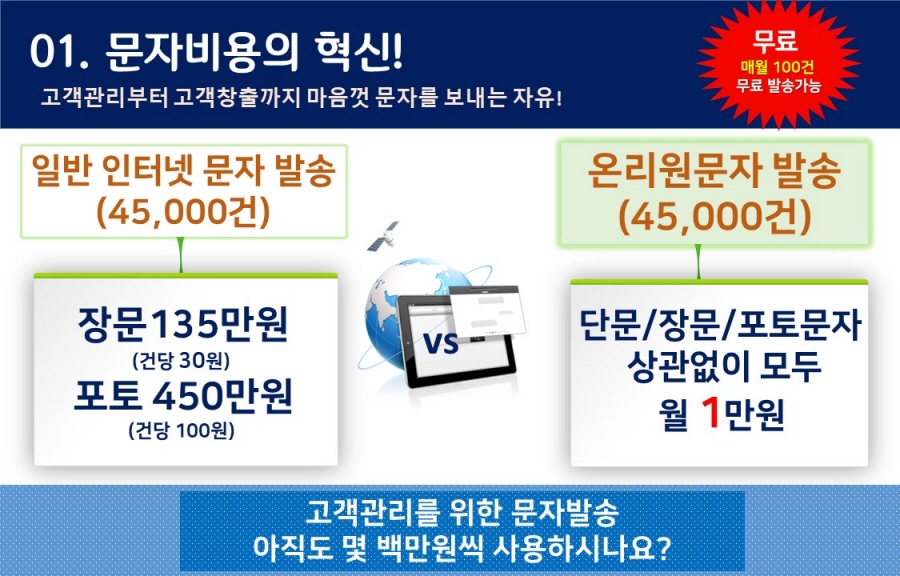 01. 문자비용의 혁신!
고객관리부터 고객창출까지 마음껏 문자를 보내는 자유!
무료
매월 100건
무료 발송가능
일반 인터넷 문자 발송
(45,000건)
장문135만원
(건당 30원)
포토 450만원
(건당 100원)
VS
온리원문자 발송
(45,000건)
단문/장문/포토문자
상관없이 모두
월 1만원
고객관리를 위한 문자발송
아직도 몇 백만원씩 사용하시나요?